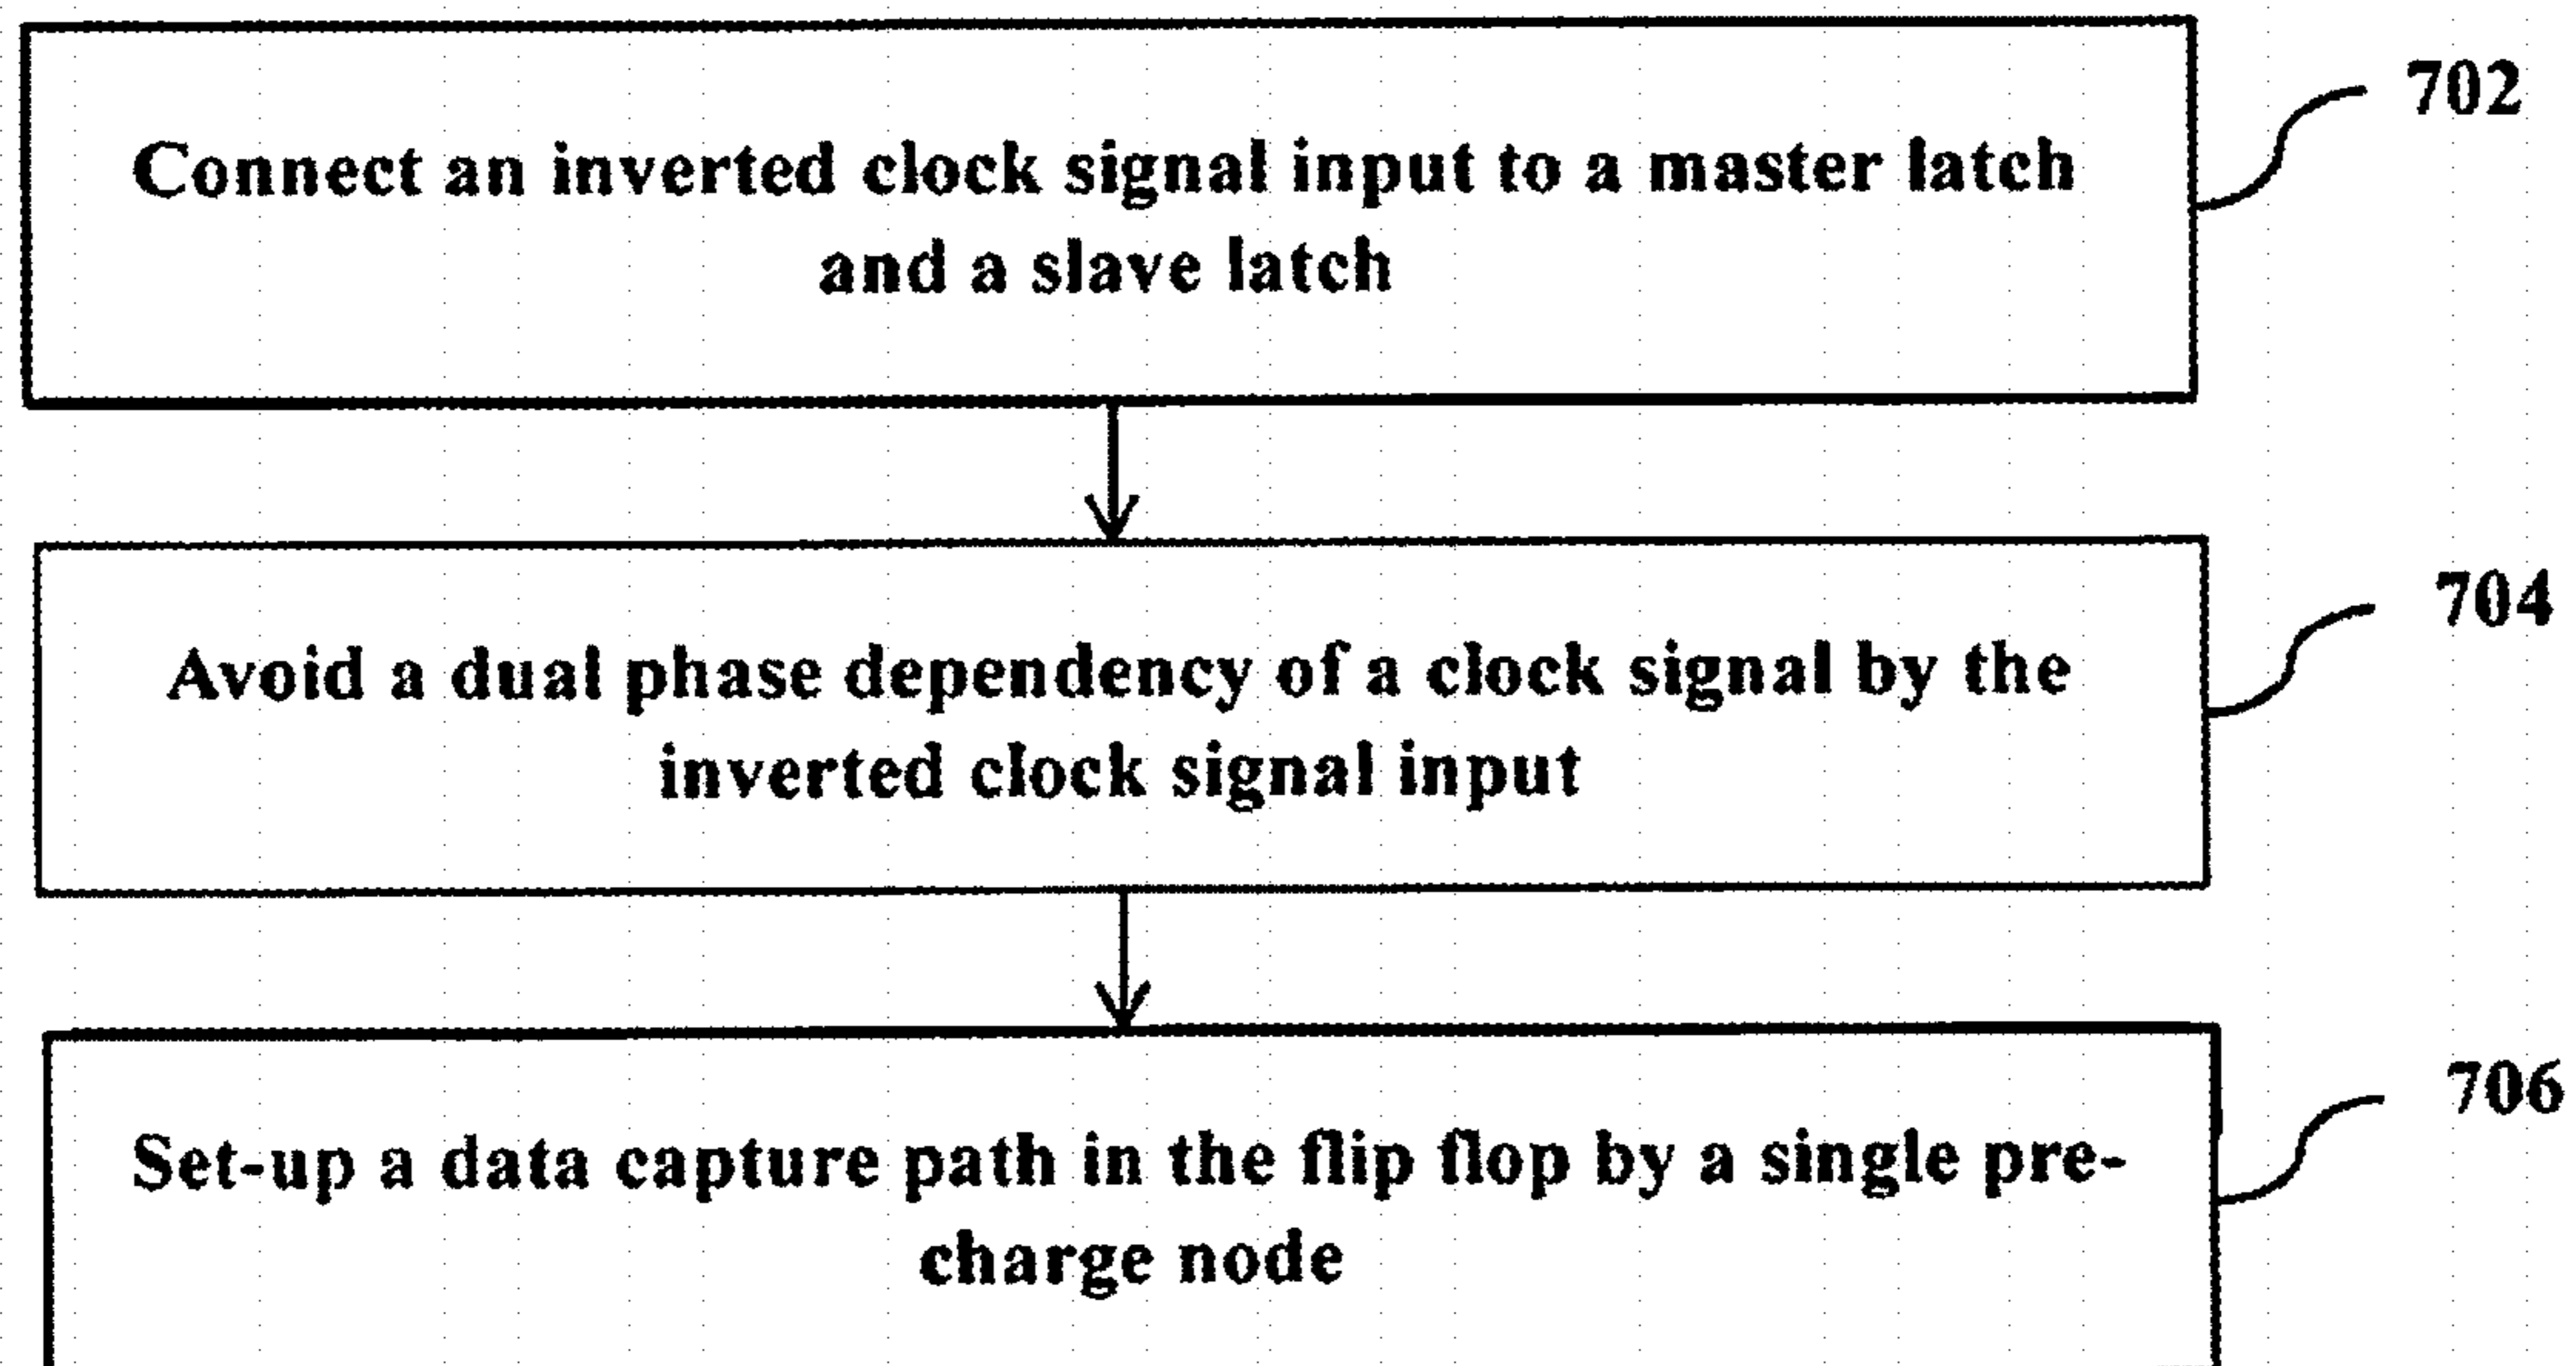 702
Connect an inverted clock signal input to a master latch
and a slave latch
704
Avoid a dual phase dependency of a clock signal by the
inverted clock signal input
706
Set-up a data capture path in the flip flop by a single pre-
charge node